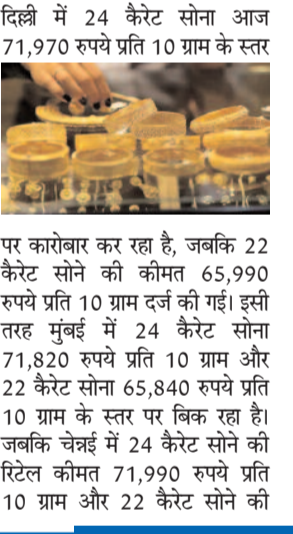 दिल्ली में 24 कैरेट सोना आज
71,970 रुपये प्रति 10 ग्राम के स्तर
पर कारोबार कर रहा है, जबकि 22
कैरेट सोने की कीमत 65,990
रुपये प्रति 10 ग्राम दर्ज की गई। इसी
तरह मुंबई में 24 कैरेट सोना
71,820 रुपये प्रति 10 ग्राम और
22 कैरेट सोना 65,840 रुपये प्रति
10 ग्राम के स्तर पर बिक रहा है।
जबकि चेन्नई में 24 कैरेट सोने की
रिटेल कीमत 71,990 रुपये प्रति
10 ग्राम और 22 कैरेट सोने की